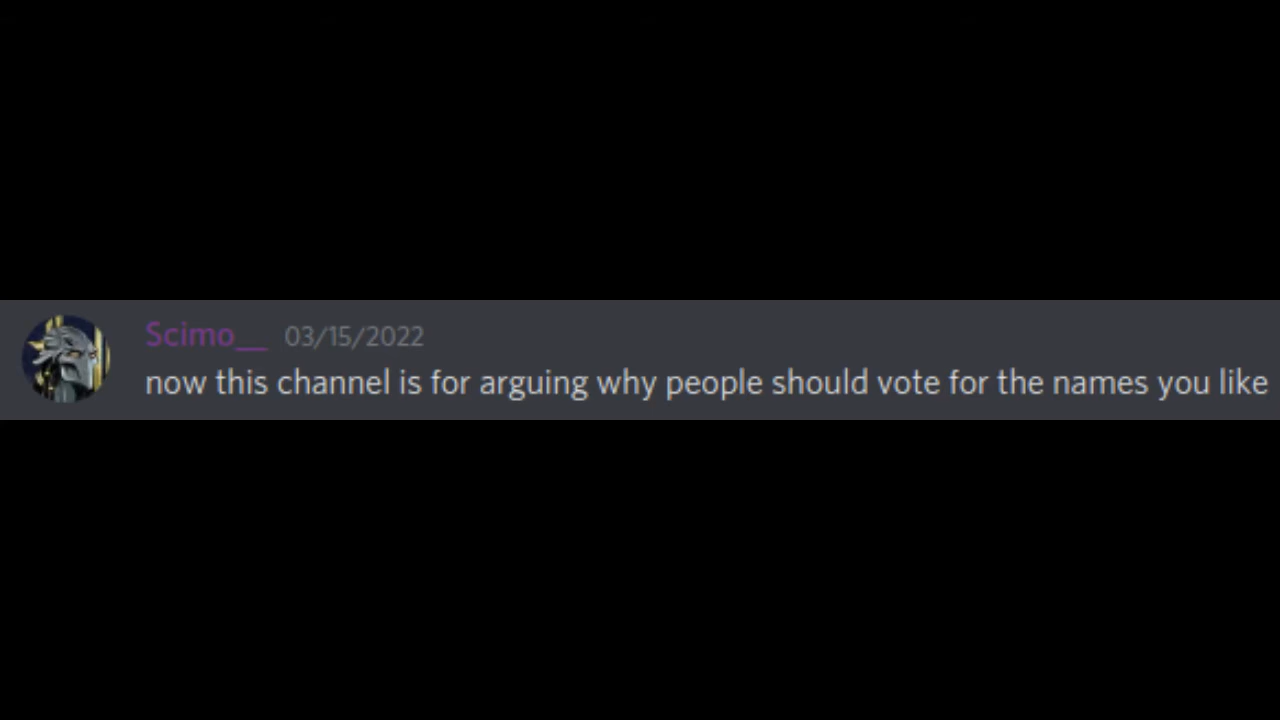 Scimo__ 03/15/2022
now this channel is for arguing why people should vote for the names you like